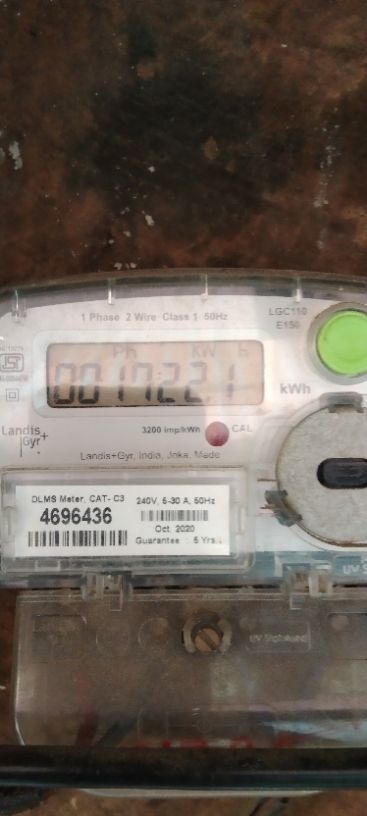 1 Phase 2 Wire Class 1 50Hz
LGC110
E150
Ph kW h
0017221
kWh
3200 imp/kWh
CAL
Landis
Gyr+
Landis+Gyr, India, Joka, Made
DLMS Meter, CAT- C3
240V, 5-30 A, 50Hz
4696436
Oct. 2020
Guarantee : 5 Yrs.